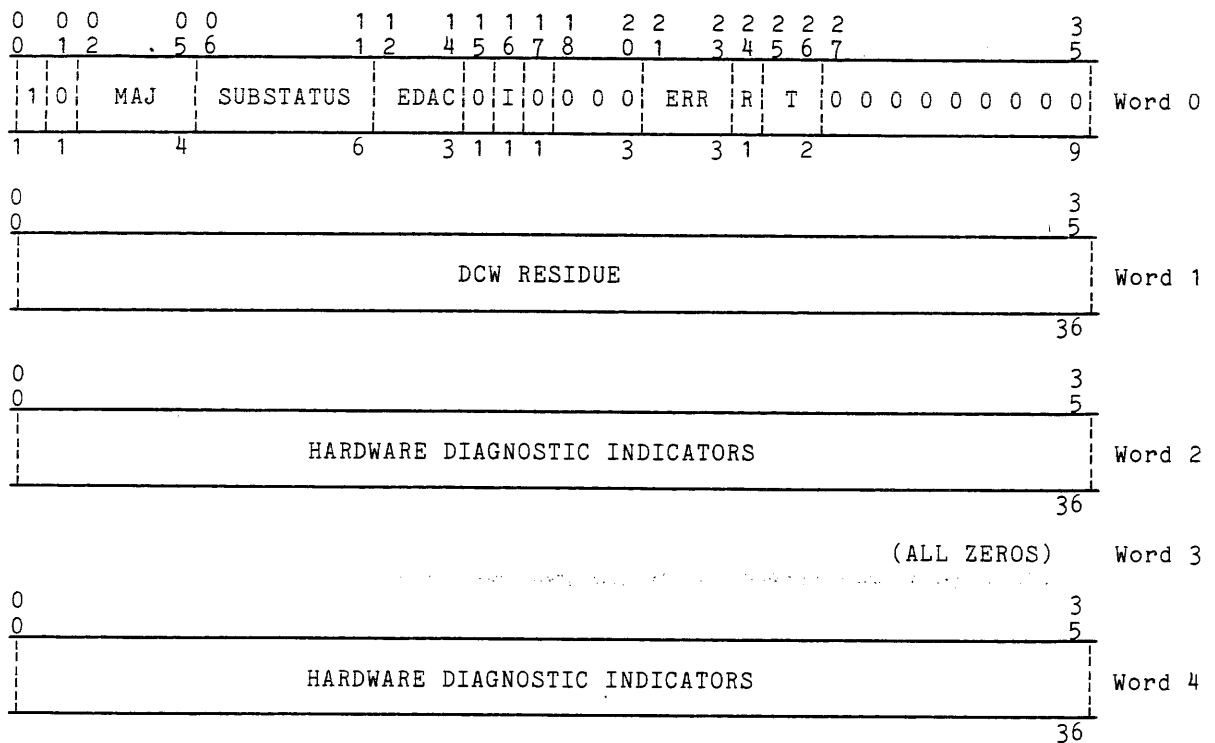 0 0 0 0 0 1 1 1 1 1 1 1 2 2 2 2 2 2 2 3
0 1 2 . 5 6 1 2 4 5 6 7 8 0 1 3 4 5 6 7 5
1 0 MAJ SUBSTATUS EDAC 0 I 0 0 0 0 ERR R T 0 0 0 0 0 0 0 0 0 Word 0
1 1 4 6 3 1 1 1 3 3 1 2 9
0 3
0 5
DCW RESIDUE Word 1
36
0 3
0 5
HARDWARE DIAGNOSTIC INDICATORS Word 2
36
(ALL ZEROS) Word 3
0 3
0 5
HARDWARE DIAGNOSTIC INDICATORS Word 4
36